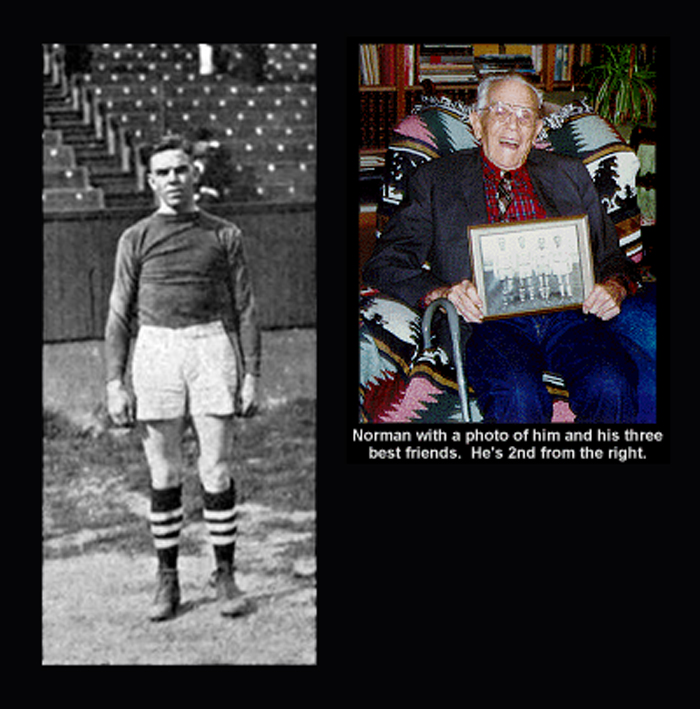 Norman with a photo of him and his three
best friends.  He's 2nd from the right.